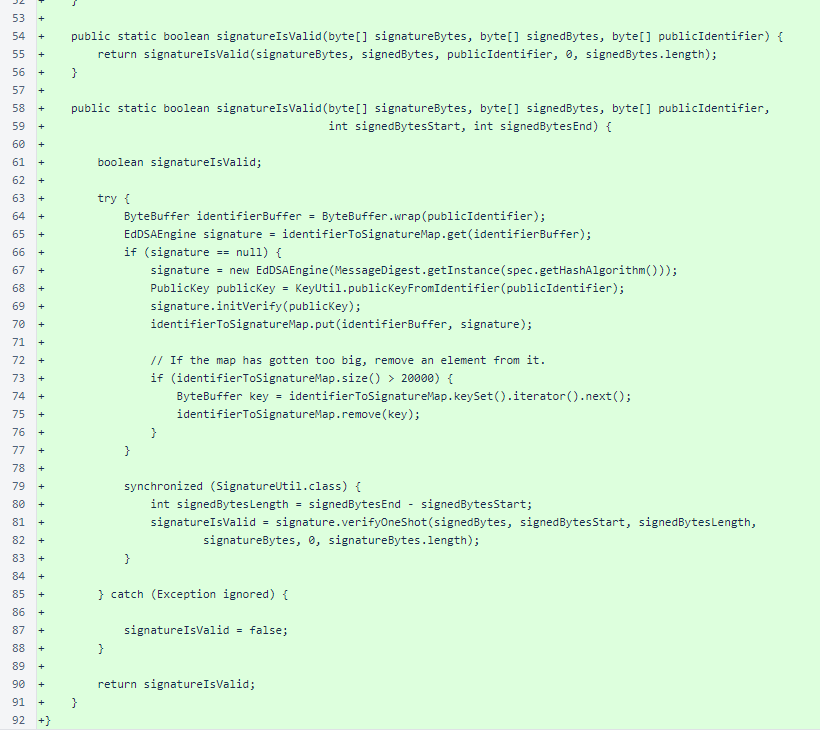 52 + }
53 +
54 + public static boolean signatureIsValid(byte[] signatureBytes, byte[] signedBytes, byte[] publicIdentifier) {
55 + return signatureIsValid(signatureBytes, signedBytes, publicIdentifier, 0, signedBytes.length);
56 + }
57 +
58 + public static boolean signatureIsValid(byte[] signatureBytes, byte[] signedBytes, byte[] publicIdentifier,
59 + int signedBytesStart, int signedBytesEnd) {
60 +
61 + boolean signatureIsValid;
62 +
63 + try {
64 + ByteBuffer identifierBuffer = ByteBuffer.wrap(publicIdentifier);
65 + EdDSAEngine signature = identifierToSignatureMap.get(identifierBuffer);
66 + if (signature == null) {
67 + signature = new EdDSAEngine(MessageDigest.getInstance(spec.getHashAlgorithm()));
68 + PublicKey publicKey = KeyUtil.publicKeyFromIdentifier(publicIdentifier);
69 + signature.initVerify(publicKey);
70 + identifierToSignatureMap.put(identifierBuffer, signature);
71 +
72 + // If the map has gotten too big, remove an element from it.
73 + if (identifierToSignatureMap.size() > 20000) {
74 + ByteBuffer key = identifierToSignatureMap.keySet().iterator().next();
75 + identifierToSignatureMap.remove(key);
76 + }
77 + }
78 +
79 + synchronized (SignatureUtil.class) {
80 + int signedBytesLength = signedBytesEnd - signedBytesStart;
81 + signatureIsValid = signature.verifyOneShot(signedBytes, signedBytesStart, signedBytesLength,
82 + signatureBytes, 0, signatureBytes.length);
83 + }
84 +
85 + } catch (Exception ignored) {
86 +
87 + signatureIsValid = false;
88 + }
89 +
90 + return signatureIsValid;
91 + }
92 +}